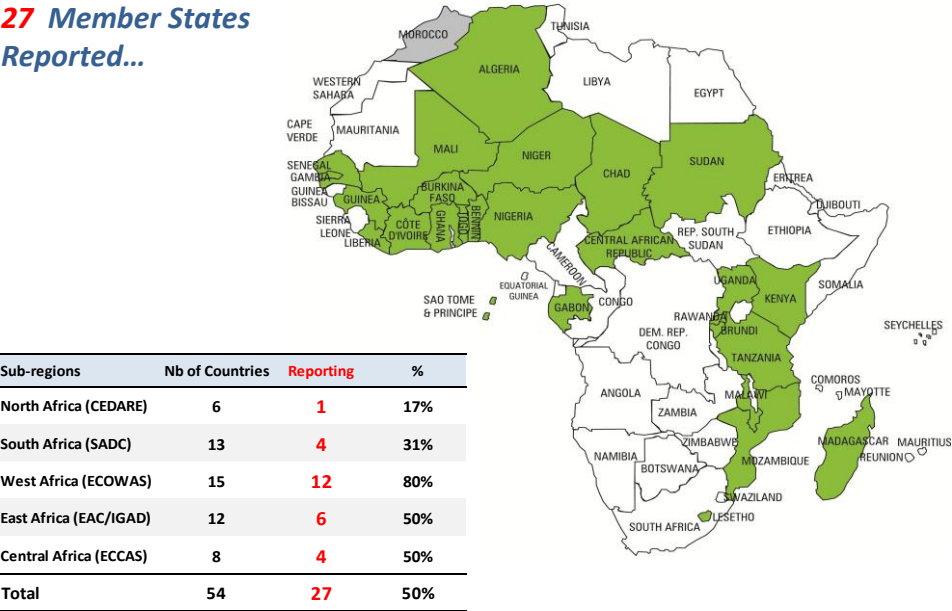 27 Member States
Reported…
MOROCCO
TUNISIA
ALGERIA
LIBYA
EGYPT
WESTERN
SAHARA
CAPE
VERDE
MAURITANIA
MALI
NIGER
CHAD
SUDAN
ERITREA
DJIBOUTI
SENEGAL
GAMBIA
GUINEA
BISSAU
GUINEA
SIERRA
LEONE
LIBERIA
CÔTE
D'IVOIRE
BURKINA
FASO
GHANA
TOGO
BENNIN
NIGERIA
CAMEROON
CENTRAL AFRICAN
REPUBLIC
REP. SOUTH
SUDAN
ETHIOPIA
SOMALIA
EQUATORIAL
GUINEA
SAO TOME
& PRINCIPE
GABON
CONGO
DEM. REP.
CONGO
UGANDA
KENYA
RAWANDA
BRUNDI
TANZANIA
SEYCHELLES
COMOROS
MAYOTTE
ANGOLA
ZAMBIA
MALAWI
MOZAMBIQUE
MADAGASCAR
MAURITIUS
REUNION
ZIMBABWE
NAMIBIA
BOTSWANA
SWAZILAND
LESETHO
SOUTH AFRICA
Sub-regions Nb of Countries Reporting %
North Africa (CEDARE) 6 1 17%
South Africa (SADC) 13 4 31%
West Africa (ECOWAS) 15 12 80%
East Africa (EAC/IGAD) 12 6 50%
Central Africa (ECCAS) 8 4 50%
Total 54 27 50%